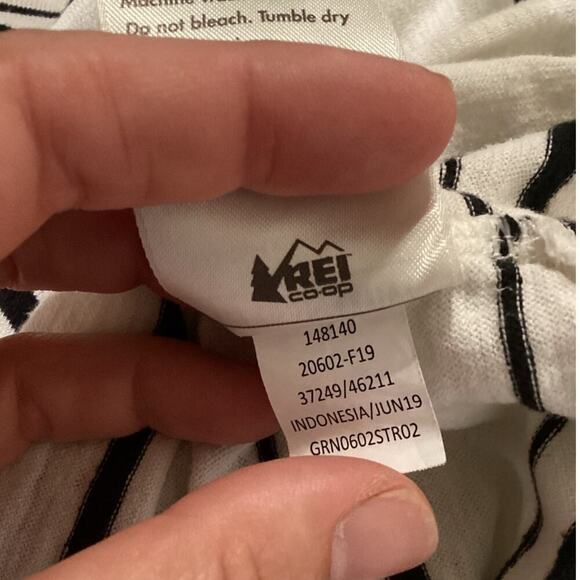 Do not bleach. Tumble dry
REI
CO·OP
148140
20602-F19
37249/46211
INDONESIA/JUN19
GRN0602STR02